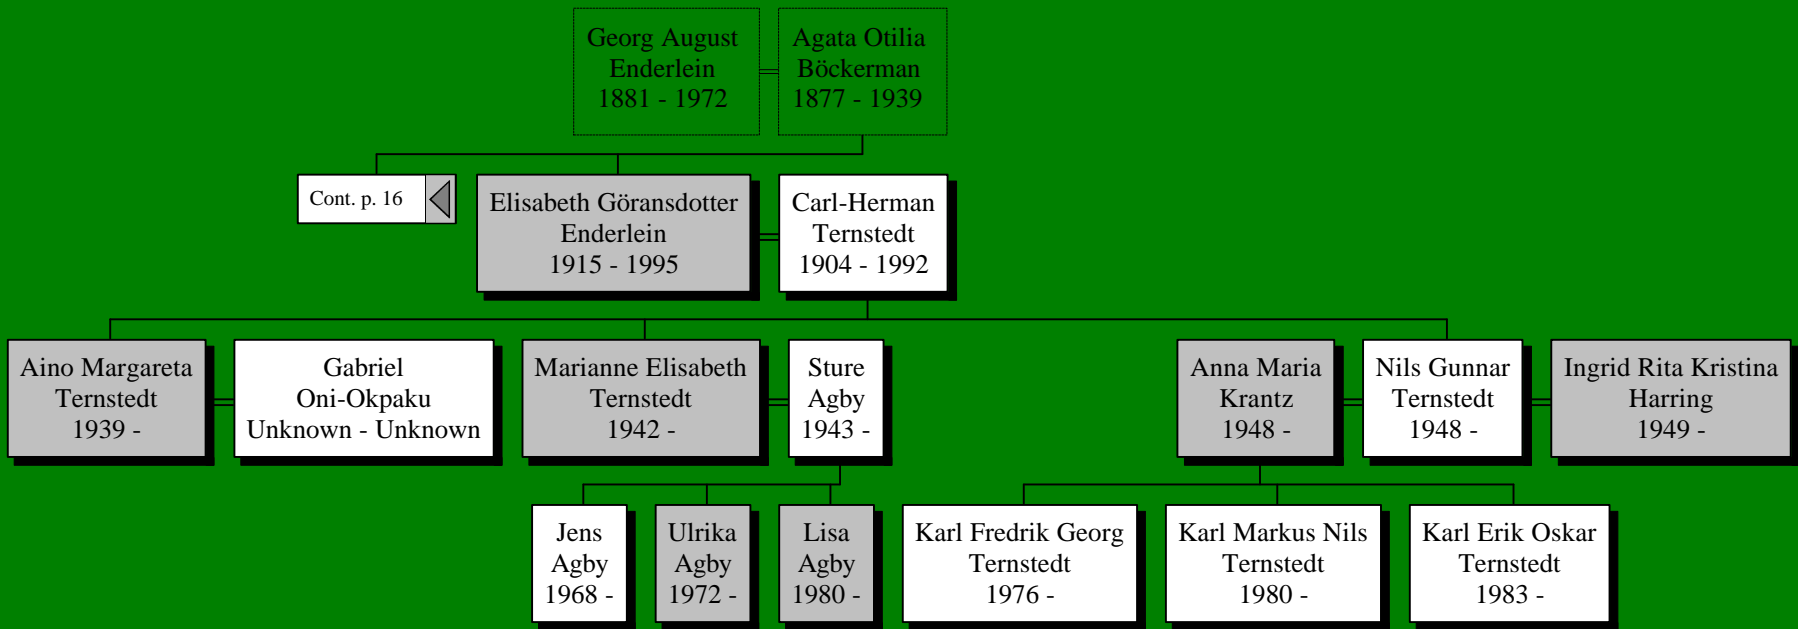 Georg August
Enderlein
1881 - 1972
Agata Otilia
Böckerman
1877 - 1939
Cont. p. 16
Elisabeth Göransdotter
Enderlein
1915 - 1995
Carl-Herman
Ternstedt
1904 - 1992
Aino Margareta
Ternstedt
1939 -
Gabriel
Oni-Okpaku
Unknown - Unknown
Marianne Elisabeth
Ternstedt
1942 -
Sture
Agby
1943 -
Anna Maria
Krantz
1948 -
Nils Gunnar
Ternstedt
1948 -
Ingrid Rita Kristina
Harring
1949 -
Jens
Agby
1968 -
Ulrika
Agby
1972 -
Lisa
Agby
1980 -
Karl Fredrik Georg
Ternstedt
1976 -
Karl Markus Nils
Ternstedt
1980 -
Karl Erik Oskar
Ternstedt
1983 -